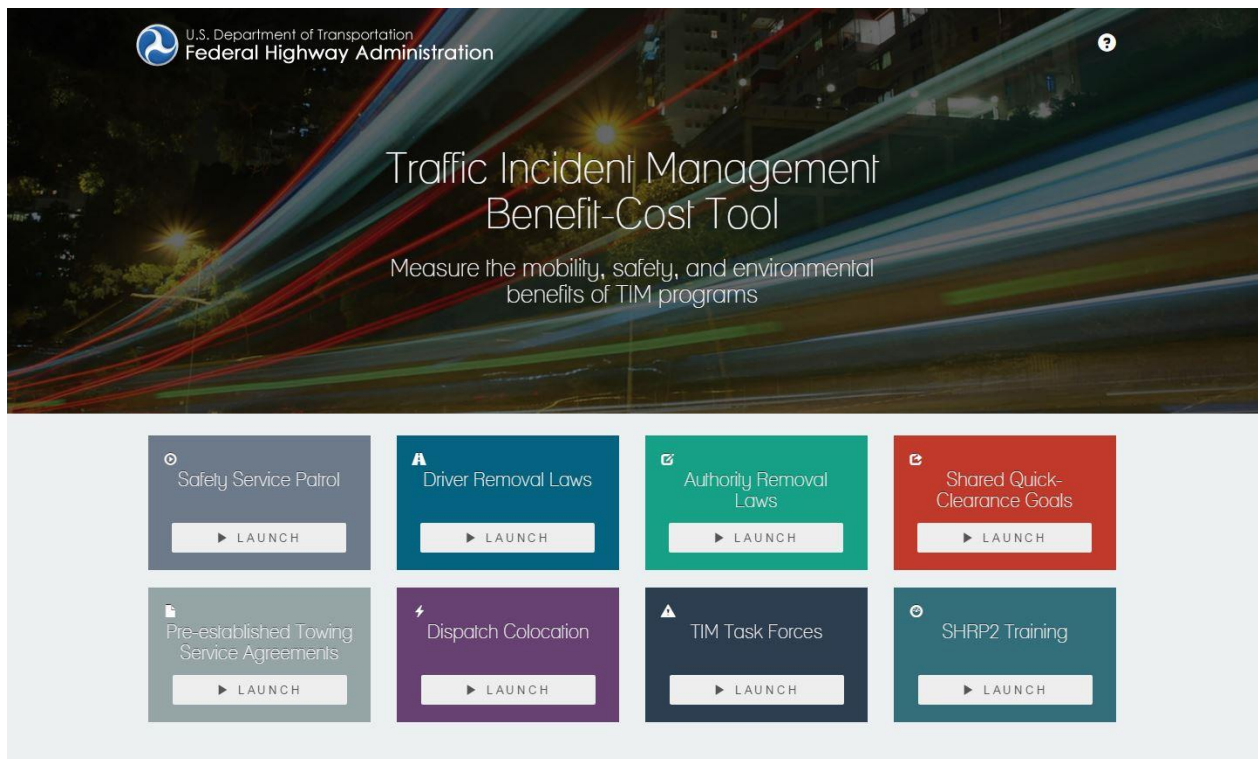 U.S. Department of Transportation
Federal Highway Administration
?
Traffic Incident Management
Benefit-Cost Tool
Measure the mobility, safety, and environmental
benefits of TIM programs
Safety Service Patrol
LAUNCH
Driver Removal Laws
LAUNCH
Authority Removal
Laws
LAUNCH
Shared Quick-
Clearance Goals
LAUNCH
Pre-established Towing
Service Agreements
LAUNCH
Dispatch Colocation
LAUNCH
TIM Task Forces
LAUNCH
SHRP2 Training
LAUNCH